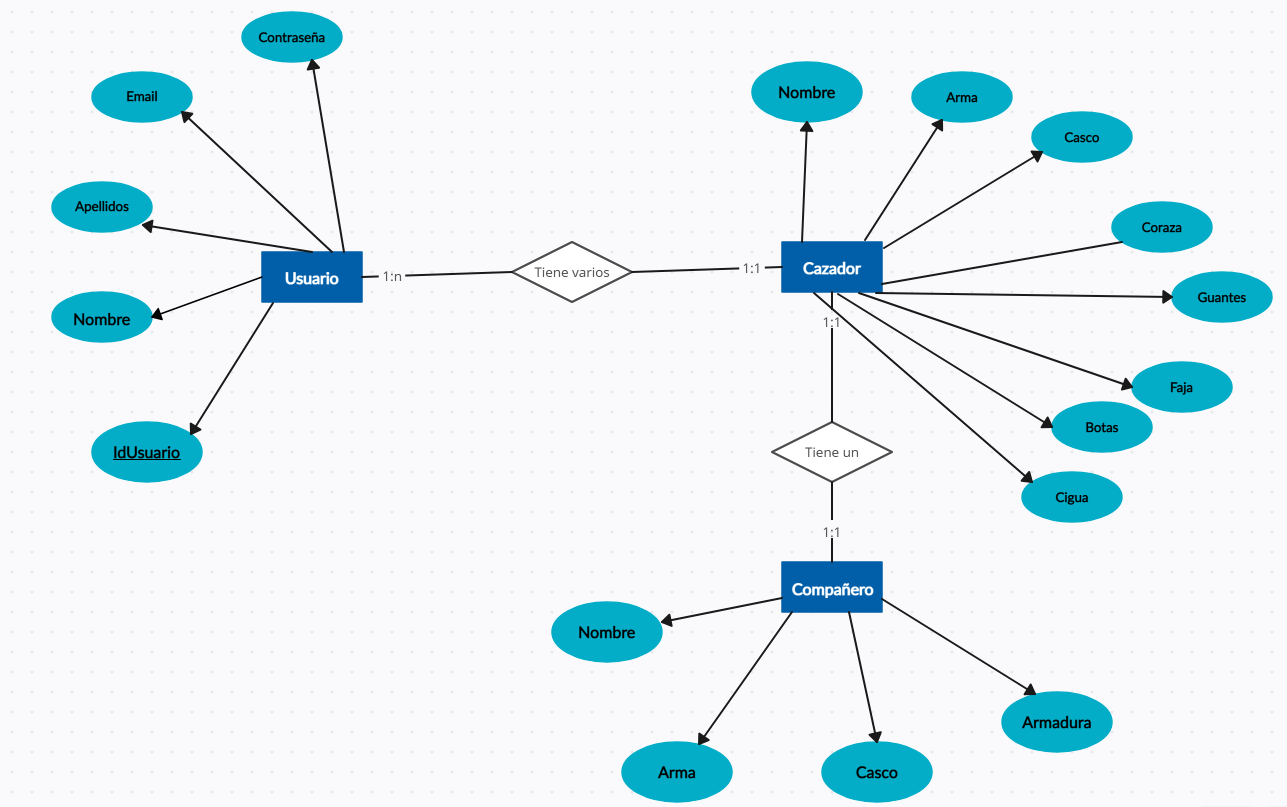 Contraseña
Email
Apellidos
Nombre
IdUsuario
Usuario
1:n
Tiene varios
1:1
Cazador
Nombre
Arma
Casco
Coraza
Guantes
Faja
Botas
Cigua
1:1
Tiene un
1:1
Compañero
Nombre
Arma
Casco
Armadura